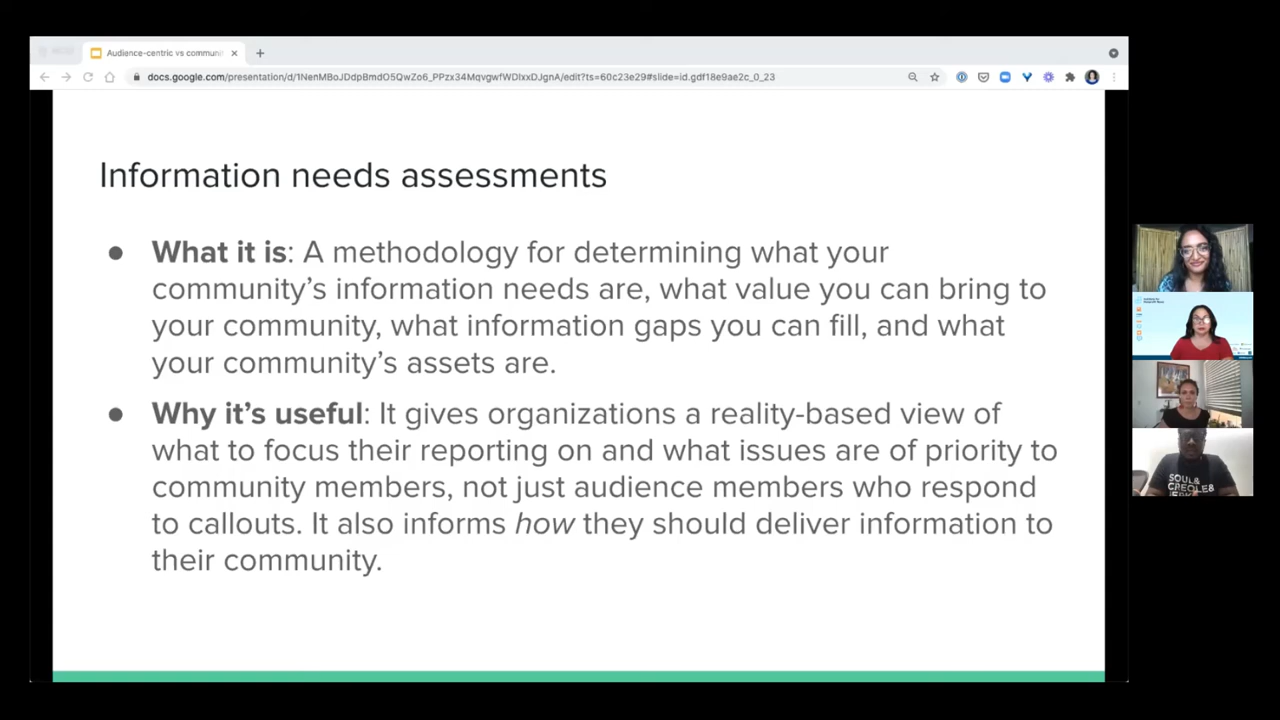 Audience-centric vs commun
docs.google.com/presentation/d/1NenMBoJDdpBmdO5QwZo6_PPzx34MqvgwfWDIxxDJgnA/edit?ts=60c23e29#slide=id.gdf18e9ae2c_0_23
Information needs assessments
● What it is: A methodology for determining what your
community’s information needs are, what value you can bring to
your community, what information gaps you can fill, and what
your community’s assets are.
● Why it’s useful: It gives organizations a reality-based view of
what to focus their reporting on and what issues are of priority to
community members, not just audience members who respond
to callouts. It also informs how they should deliver information to
their community.
SOUL&
CREOLE&